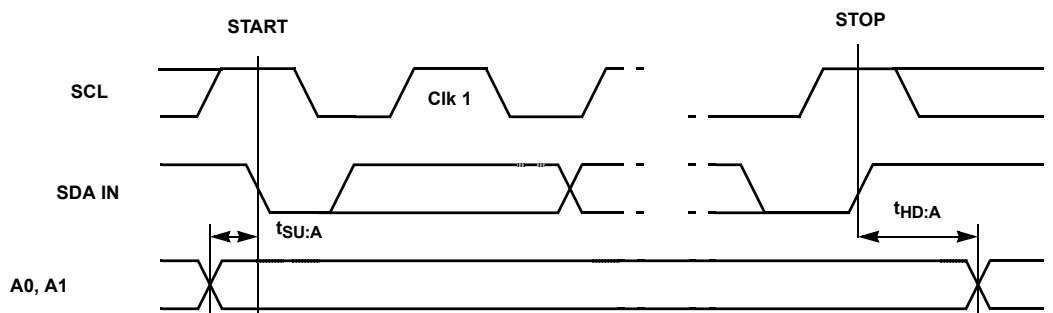 START
STOP
SCL
Clk 1
SDA IN
tSU:A
tHD:A
A0, A1